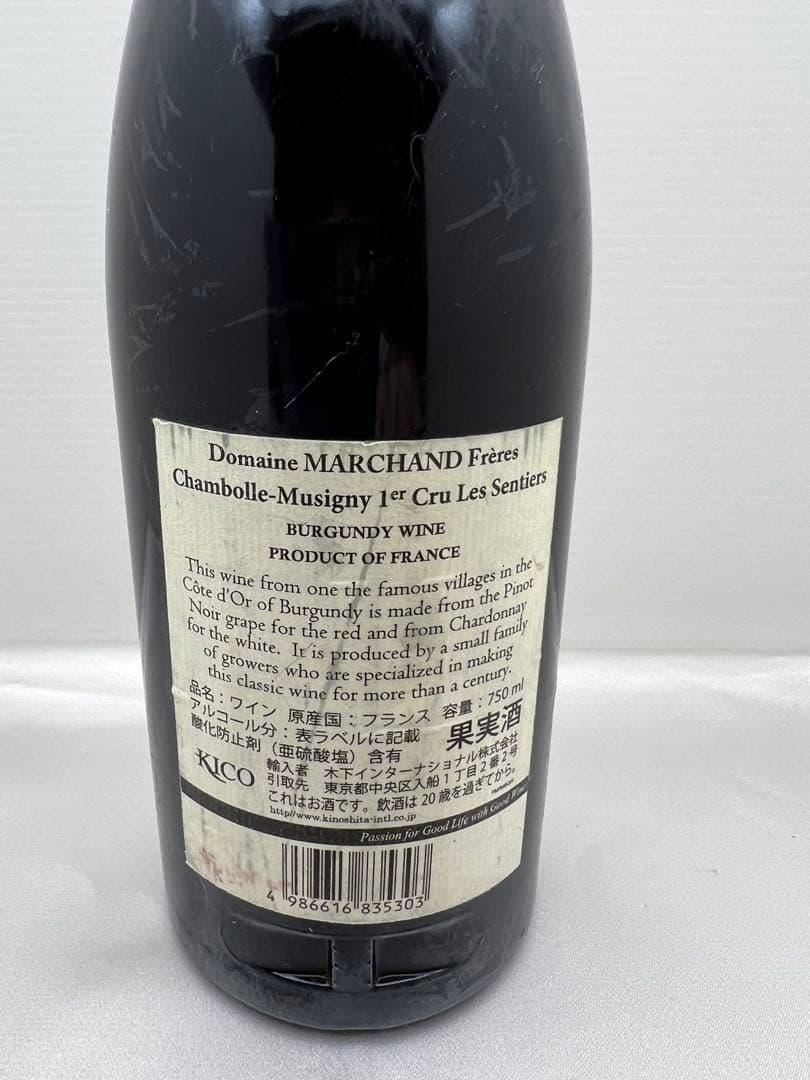 Domaine MARCHAND Frères
Chambolle-Musigny 1er Cru Les Sentiers
BURGUNDY WINE
PRODUCT OF FRANCE
This wine from one the famous villages in the
Côte d'Or of Burgundy is made from the Pinot
Noir grape for the red and from Chardonnay
for the white. It is produced by a small family
of growers who are specialized in making
this classic wine for more than a century.
品名：ワイン 原産国：フランス 容量：750 ml
アルコール分：表ラベルに記載
酸化防止剤（亜硫酸塩）含有
果実酒
KICO
輸入者 木下インターナショナル株式会社
引取先 東京都中央区入船1丁目2番2号
これはお酒です。飲酒は20歳を過ぎてから。
http//www.kinoshita-intl.co.jp
Passion for Good Life with Good Wine
4 986616 835303